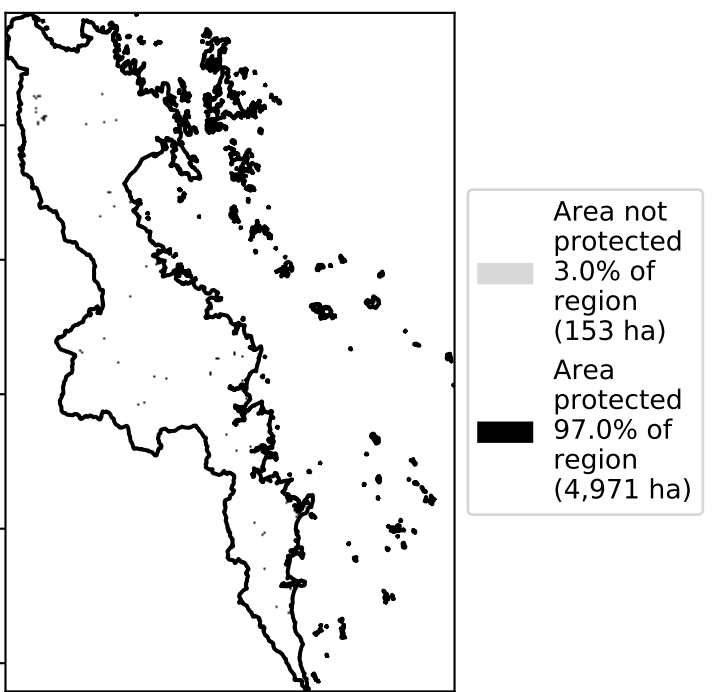 Area not
protected
3.0% of
region
(153 ha)
Area
protected
97.0% of
region
(4,971 ha)